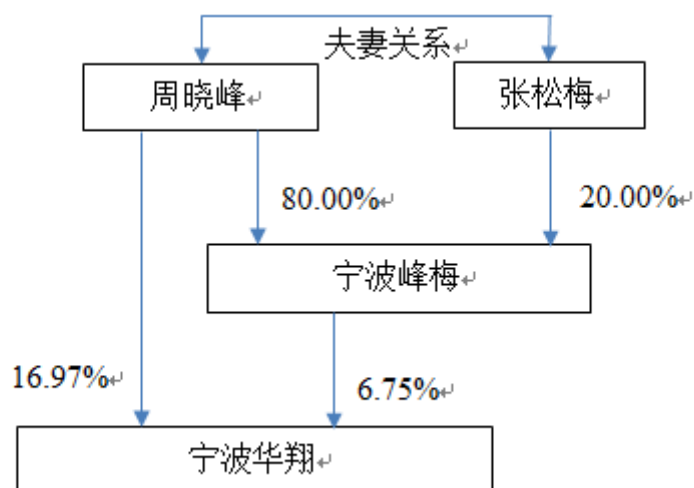 夫妻关系
周晓峰
张松梅
80.00%
20.00%
宁波峰梅
16.97%
6.75%
宁波华翔